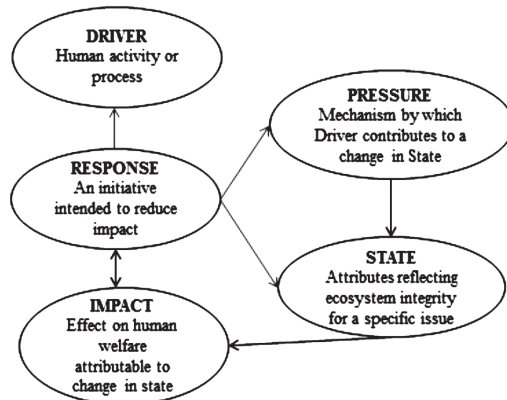 DRIVER
Human activity or
process
PRESSURE
Mechanism by which
Driver contributes to a
change in State
RESPONSE
An initiative
intended to reduce
impact
STATE
Attributes reflecting
ecosystem integrity
for a specific issue
IMPACT
Effect on human
welfare
attributable to
change in state